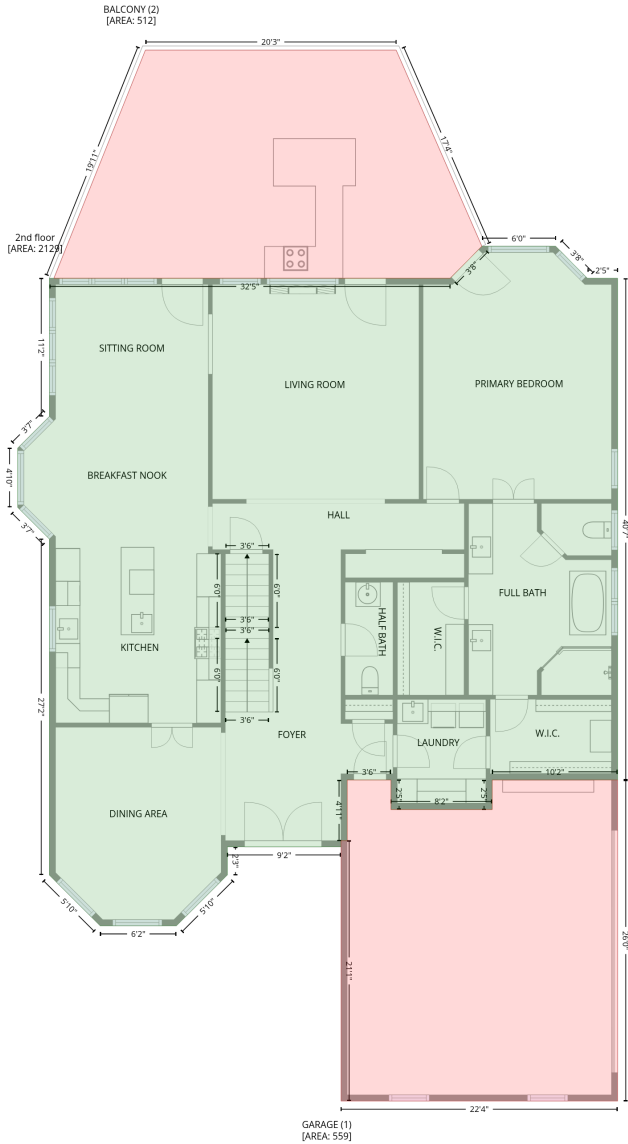 BALCONY (2)
[AREA: 512]
20'3"
19'11"
17'4"
2nd floor
[AREA: 2129]
6'0"
3'8"
3'8"
2'5"
32'5"
11'2"
SITTING ROOM
LIVING ROOM
PRIMARY BEDROOM
3'7"
4'10"
3'7"
BREAKFAST NOOK
HALL
40'7"
3'6"
6'0"
6'0"
FULL BATH
3'6"
3'6"
HALF BATH
W.I.C.
KITCHEN
6'0"
6'0"
27'2"
3'6"
FOYER
LAUNDRY
W.I.C.
3'6"
10'2"
2'5"
8'2"
2'5"
4'11"
DINING AREA
9'2"
2'3"
5'10"
6'2"
5'10"
21'1"
26'0"
22'4"
GARAGE (1)
[AREA: 559]